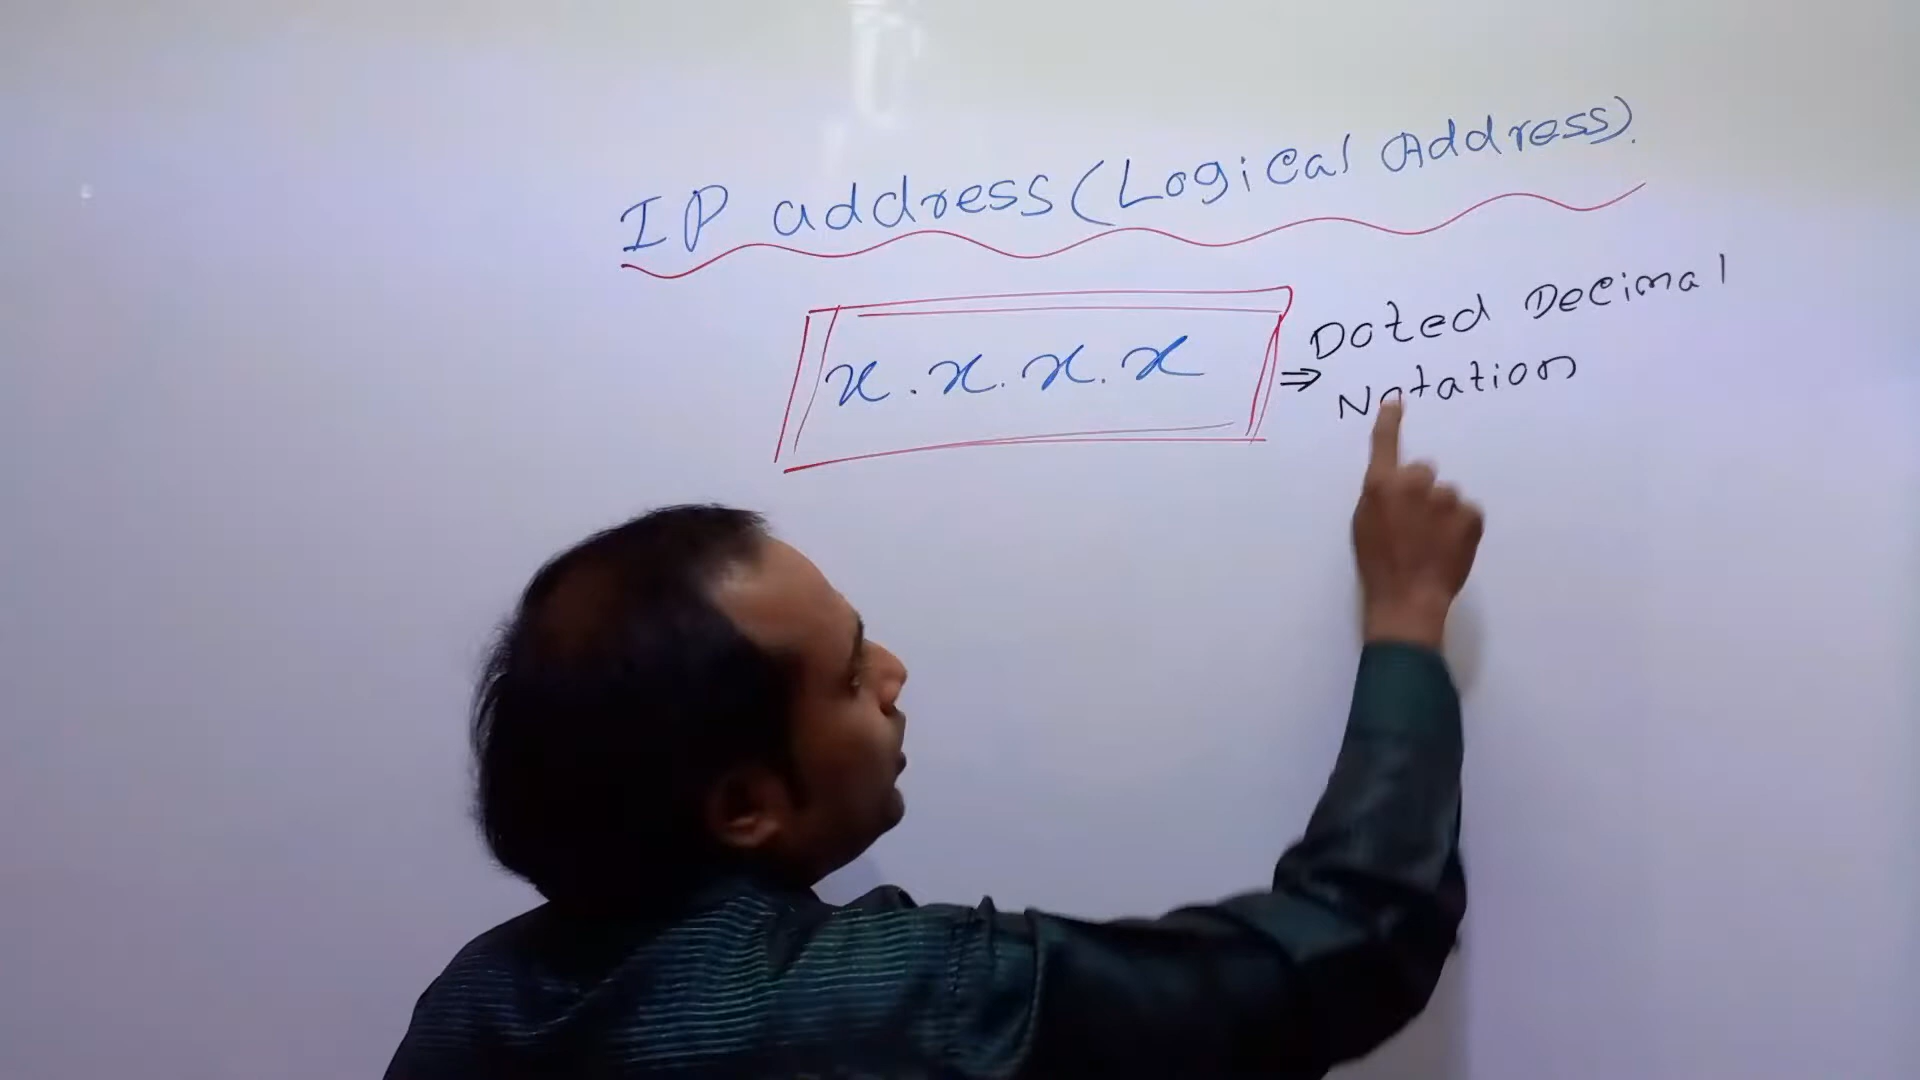 IP address (Logical Address).
x.x.x.x
⇒ Doted Decimal
Notation